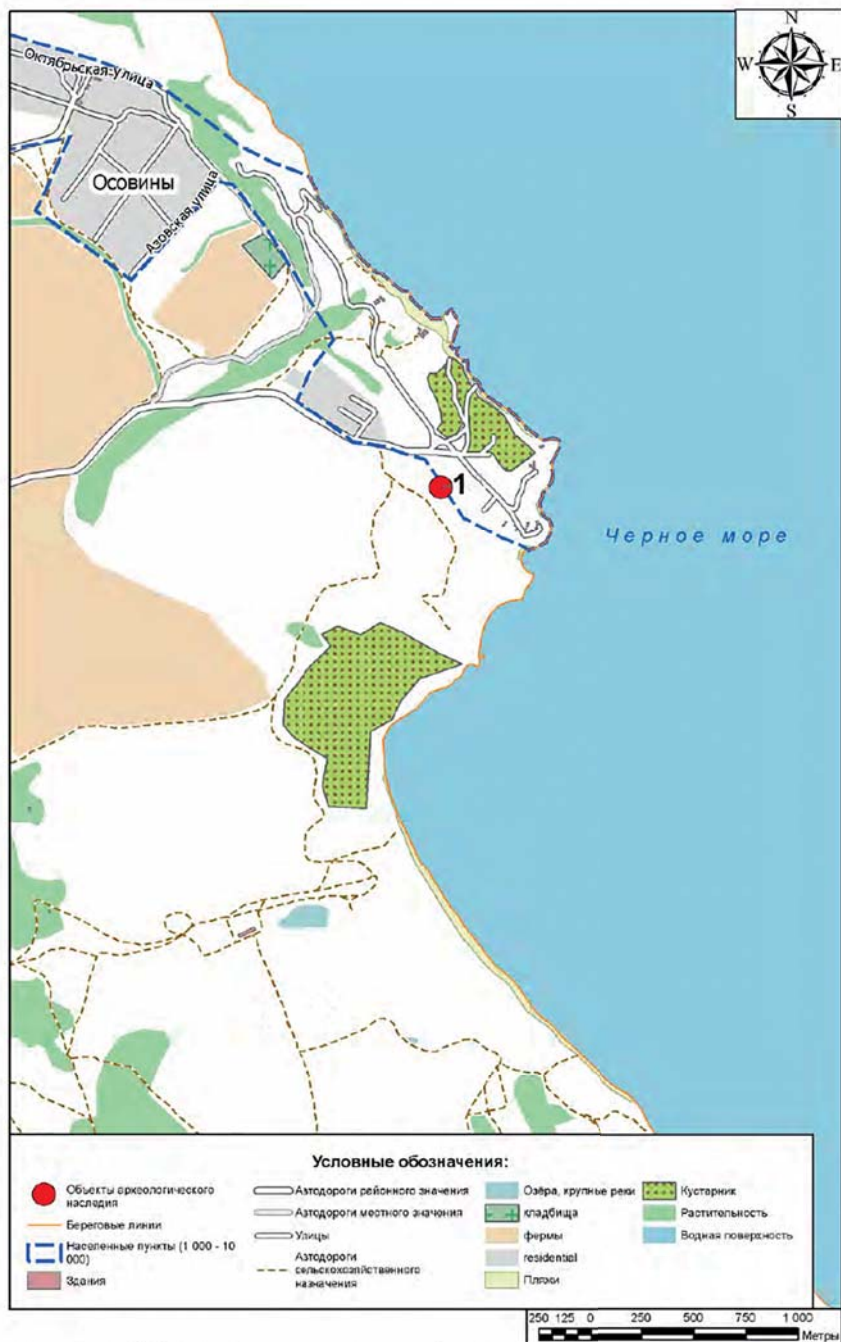 N
W E
S
Октябрьская улица
Осовины
Азовская улица
1
Черное море
Условные обозначения:
Объекты археологического
наследия
Береговые линии
Населенные пункты (1 000 - 10
000)
Здания
Автодороги районного значения
Автодороги местного значения
Улицы
Автодороги
сельскохозяйственного
назначения
Озёра, крупные реки
кладбища
фермы
residential
Пляжи
Кустарник
Растительность
Водная поверхность
250 125 0 250 500 750 1 000
Метры